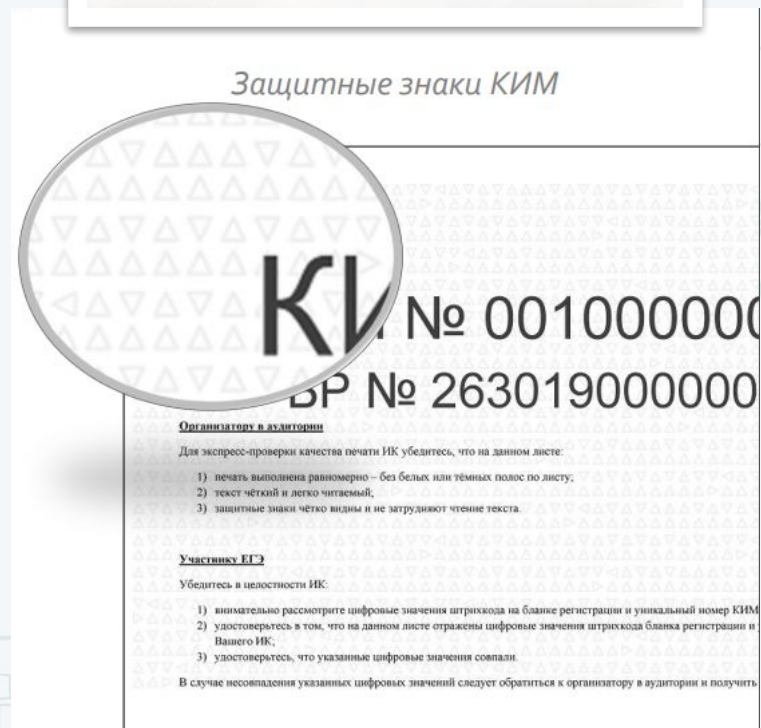 Защитные знаки КИМ
КИ
№ 001000000
БР № 263019000000
Организатору в аудитории
Для экспресс-проверки качества печати ИК убедитесь, что на данном листе:
1) печать выполнена равномерно – без белых или тёмных полос по листу;
2) текст чёткий и легко читаемый;
3) защитные знаки чётко видны и не затрудняют чтение текста.
Участнику ЕГЭ
Убедитесь в целостности ИК:
1) внимательно рассмотрите цифровые значения штрихкода на бланке регистрации и уникальный номер КИМ
2) удостоверьтесь в том, что на данном листе отражены цифровые значения штрихкода бланка регистрации и
Вашего ИК;
3) удостоверьтесь, что указанные цифровые значения совпали.
В случае несовпадения указанных цифровых значений следует обратиться к организатору в аудитории и получить